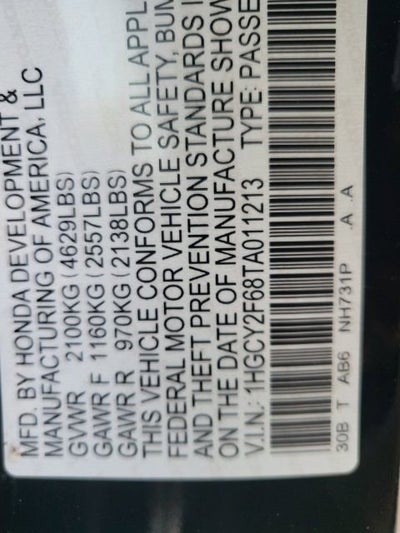 MFD. BY HONDA DEVELOPMENT &
MANUFACTURING OF AMERICA, LLC
GVWR 2100KG (4629LBS)
GAWR F 1160KG (2557LBS)
GAWR R 970KG (2138LBS)
THIS VEHICLE CONFORMS TO ALL APPL
FEDERAL MOTOR VEHICLE SAFETY, BUM
AND THEFT PREVENTION STANDARDS I
ON THE DATE OF MANUFACTURE SHOW
V.I.N.: 1HGCY2F68TA011213 TYPE: PASSE
30B T AB6 NH731P A .A